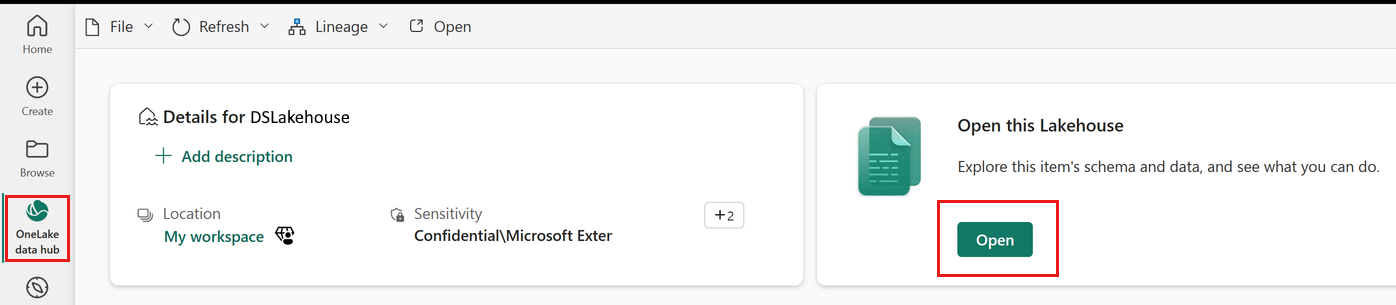 File Refresh Lineage Open
Home
Create
Browse
OneLake
data hub
Details for DSLakehouse
Add description
Location
My workspace
Sensitivity
Confidential\Microsoft Exter
+2
Open this Lakehouse
Explore this item's schema and data, and see what you can do.
Open